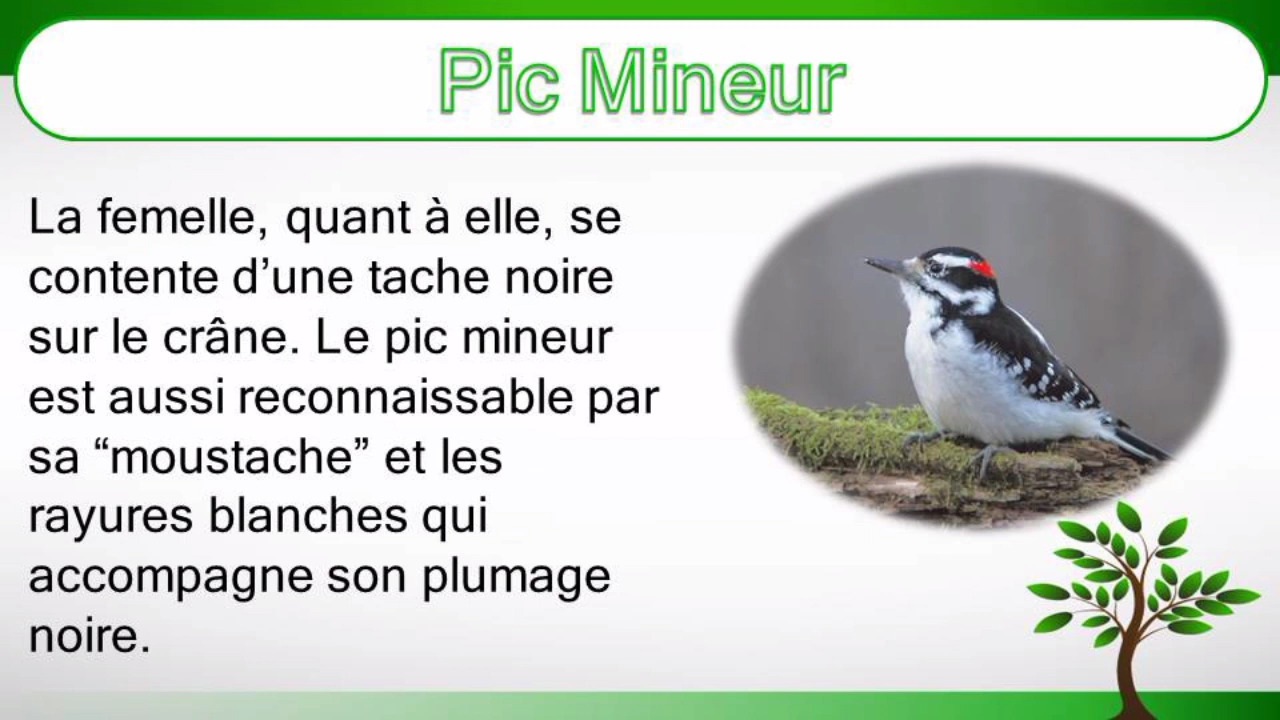 Pic Mineur
La femelle, quant à elle, se
contente d’une tache noire
sur le crâne. Le pic mineur
est aussi reconnaissable par
sa “moustache” et les
rayures blanches qui
accompagne son plumage
noire.